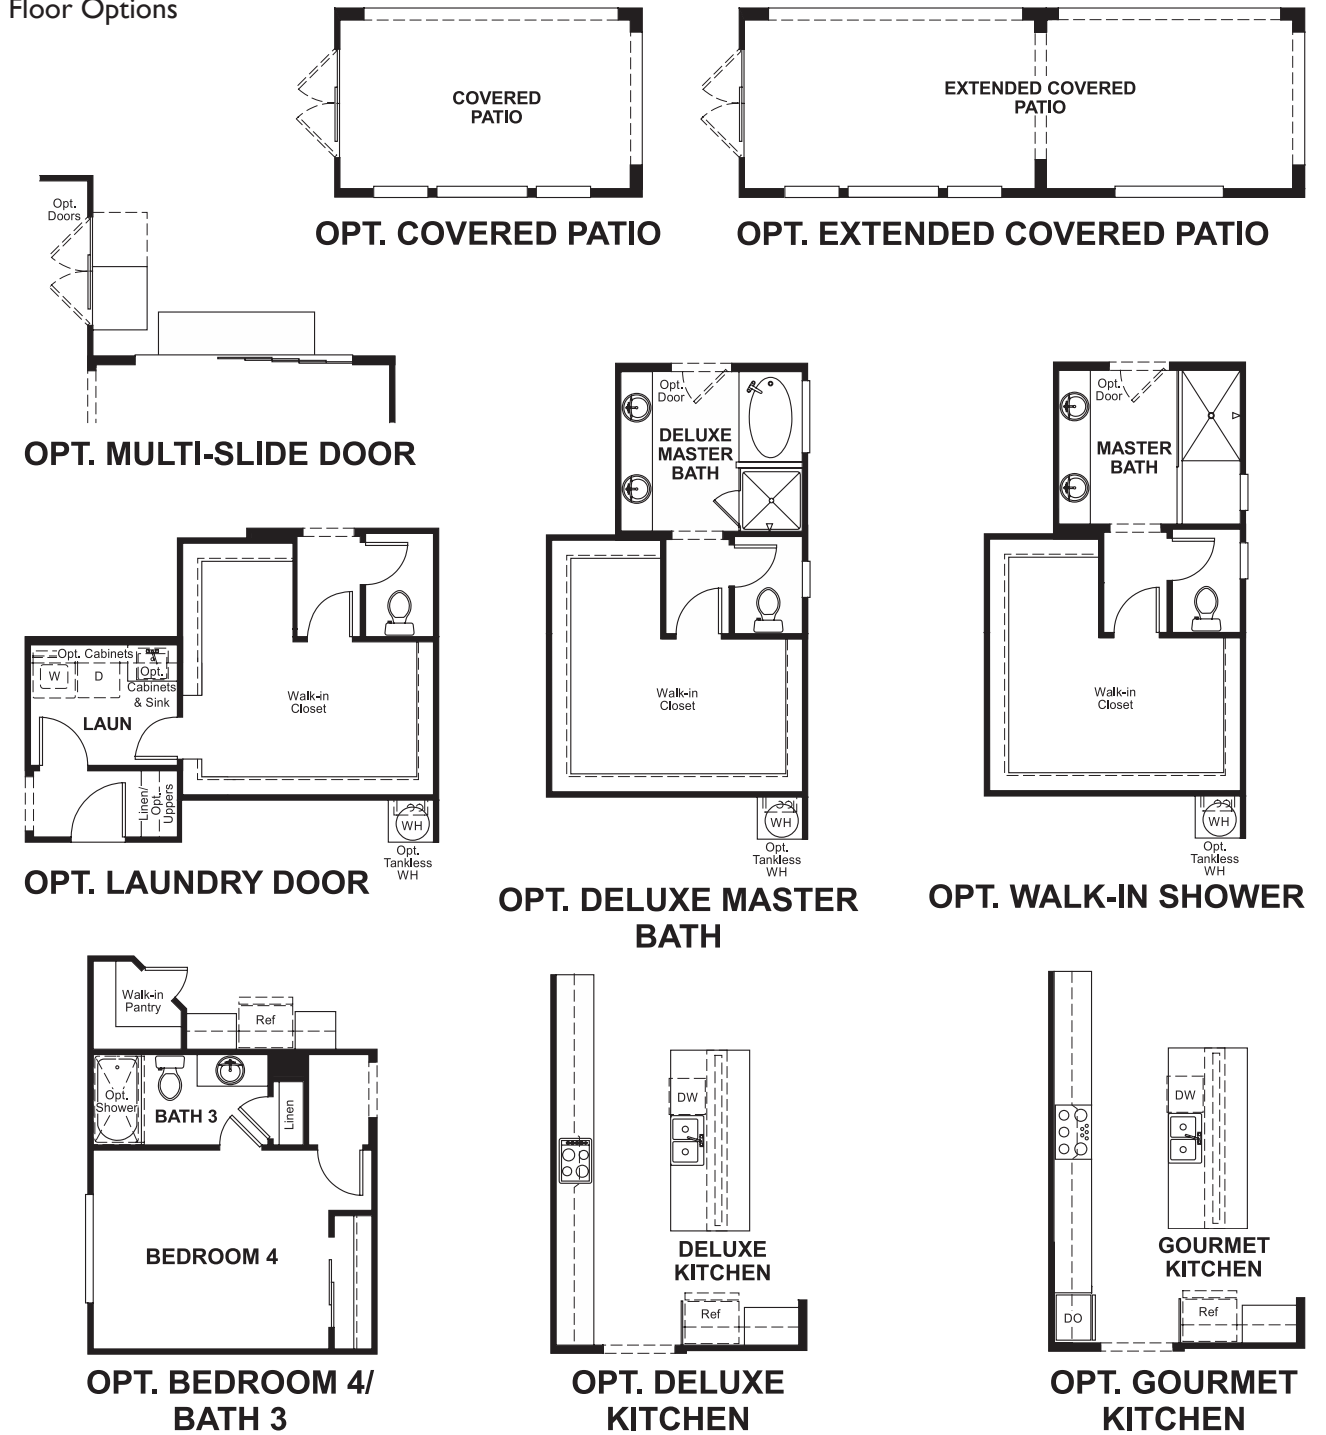 Floor Options
COVERED
PATIO
OPT. COVERED PATIO
EXTENDED COVERED
PATIO
OPT. EXTENDED COVERED PATIO
Opt.
Doors
OPT. MULTI-SLIDE DOOR
Opt. Cabinets
W
D
Opt.
Cabinets
& Sink
LAUN
Linen/
Opt.
Uppers
Walk-in
Closet
WH
Opt.
Tankless
WH
OPT. LAUNDRY DOOR
Opt.
Door
DELUXE
MASTER
BATH
Walk-in
Closet
WH
Opt.
Tankless
WH
OPT. DELUXE MASTER
BATH
Opt.
Door
MASTER
BATH
Walk-in
Closet
WH
Opt.
Tankless
WH
OPT. WALK-IN SHOWER
Walk-in
Pantry
Ref
Opt.
Shower
BATH 3
Linen
BEDROOM 4
OPT. BEDROOM 4/
BATH 3
DW
DELUXE
KITCHEN
Ref
OPT. DELUXE
KITCHEN
DW
GOURMET
KITCHEN
DO
Ref
OPT. GOURMET
KITCHEN